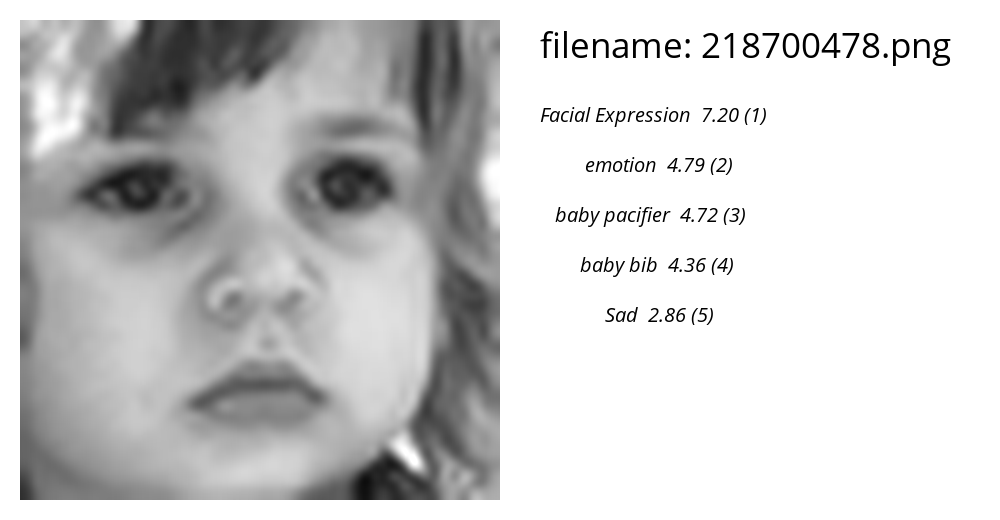 filename: 218700478.png
Facial Expression 7.20 (1)
emotion 4.79 (2)
baby pacifier 4.72 (3)
baby bib 4.36 (4)
Sad 2.86 (5)